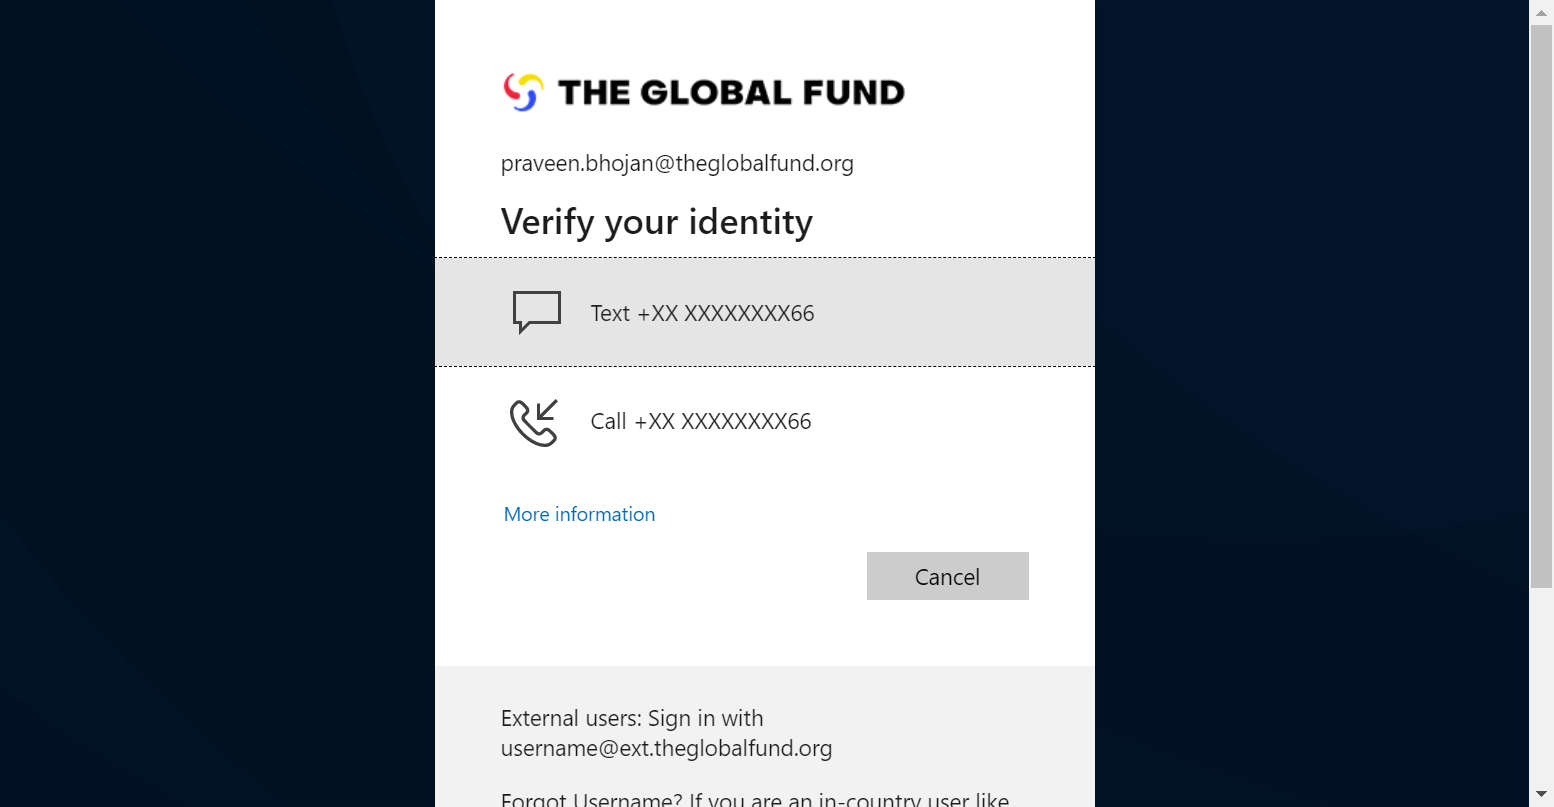 THE GLOBAL FUND
praveen.bhojan@theglobalfund.org
Verify your identity
Text +XX XXXXXXXX66
Call +XX XXXXXXXX66
More information
Cancel
External users: Sign in with
username@ext.theglobalfund.org
Forgot Username? If you are an in-country user like